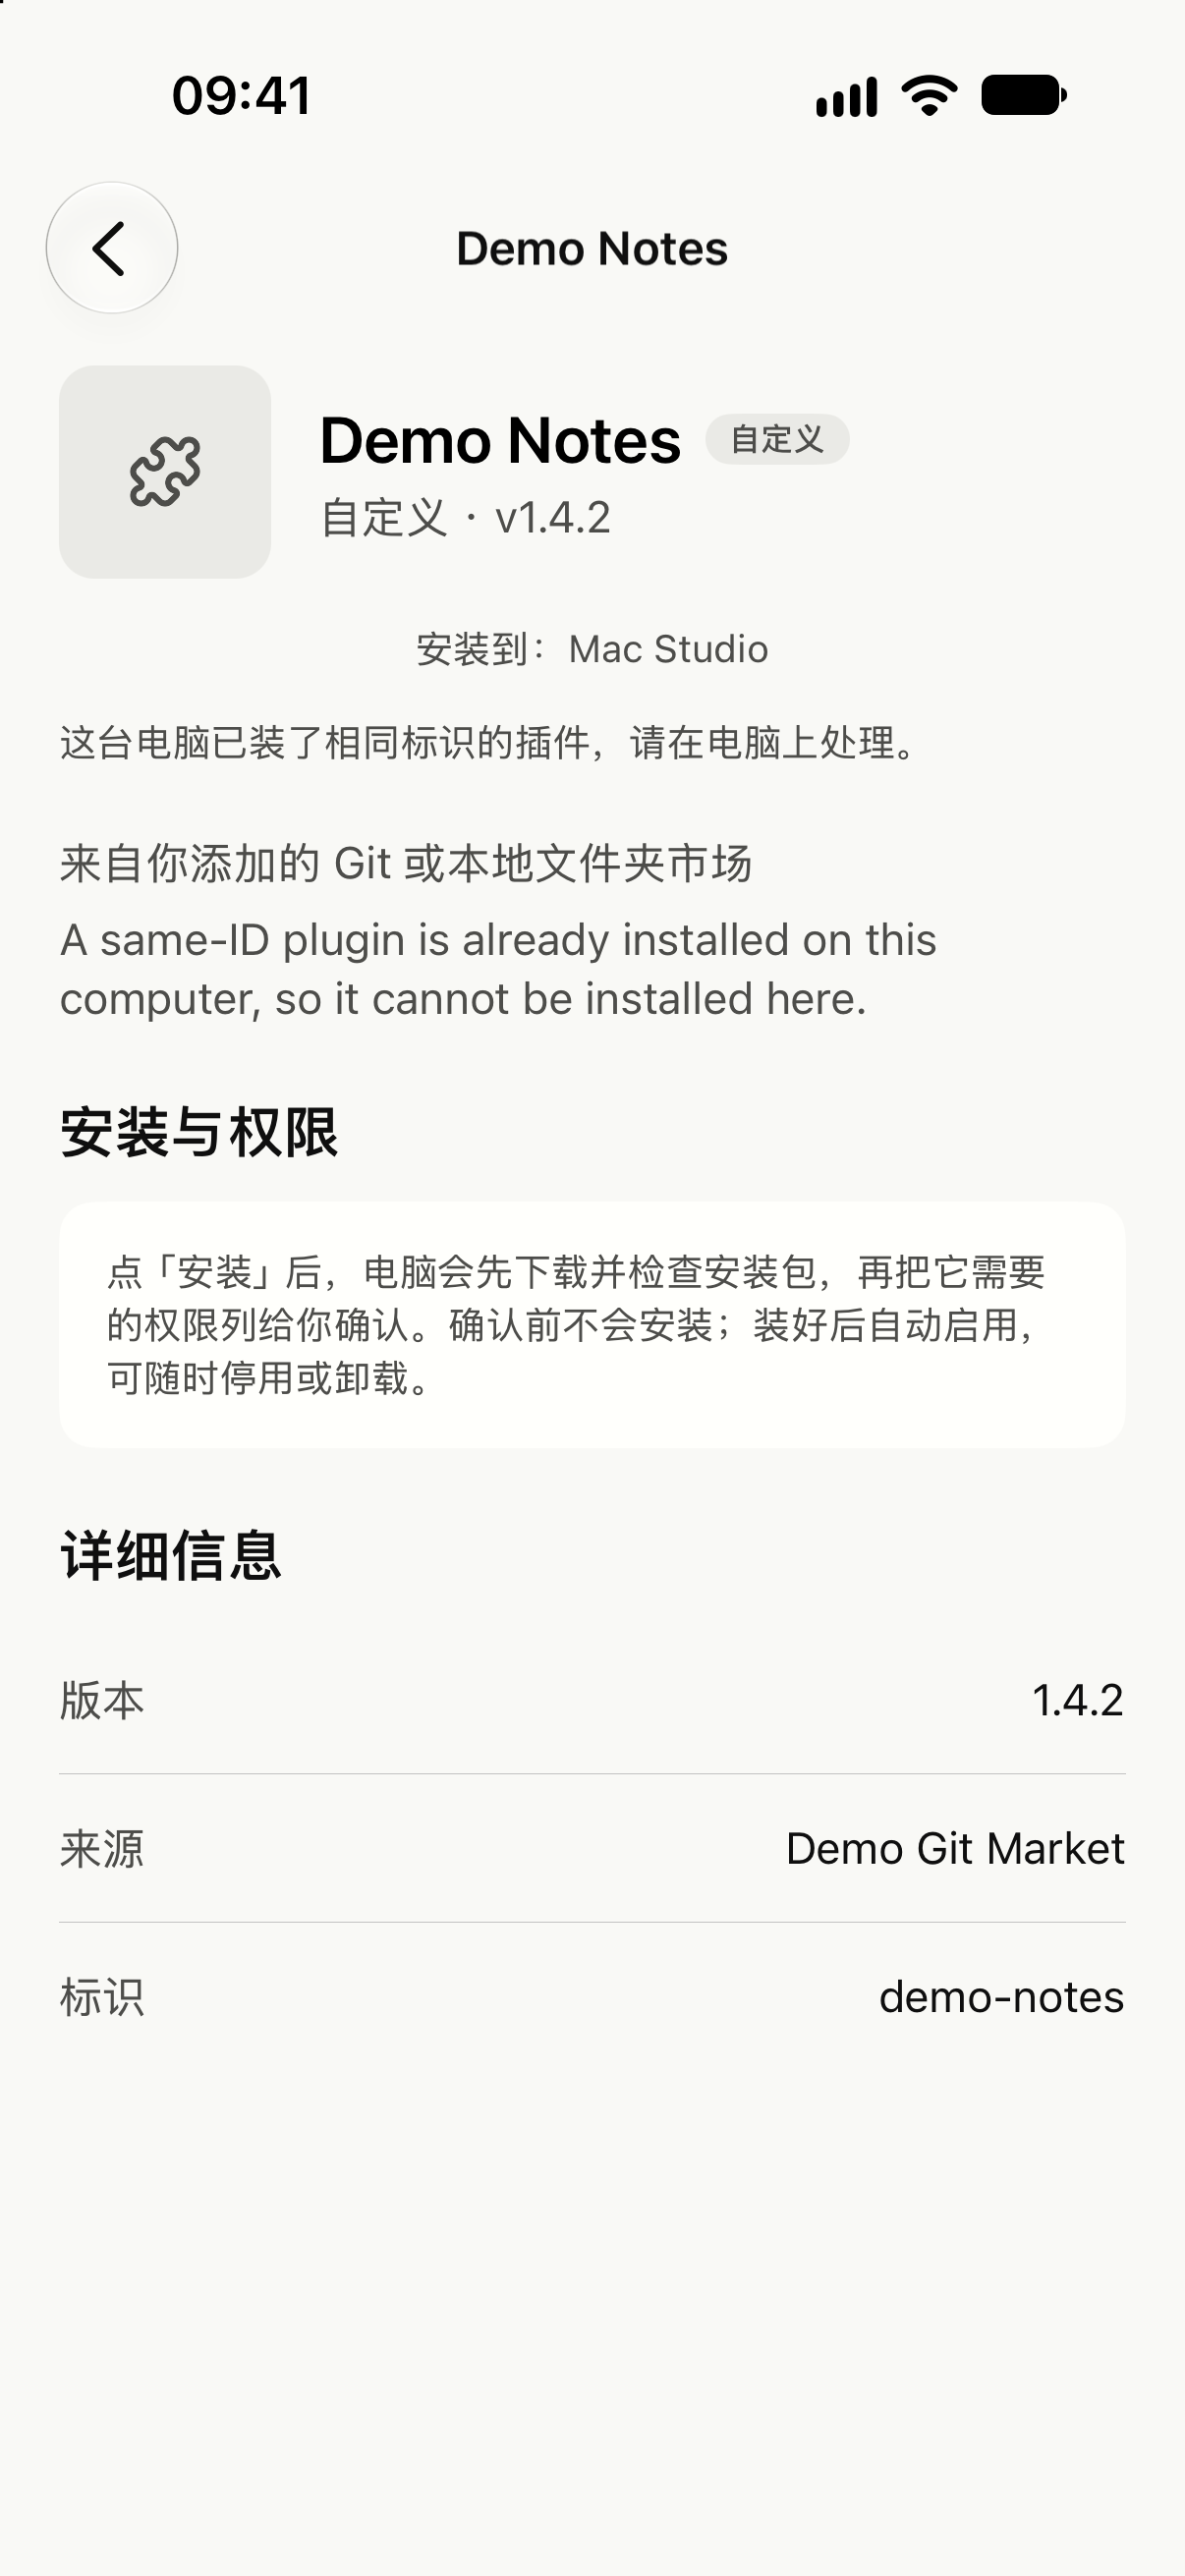 09:41
Demo Notes
Demo Notes 自定义
自定义 · v1.4.2
安装到：Mac Studio
这台电脑已装了相同标识的插件，请在电脑上处理。
来自你添加的 Git 或本地文件夹市场
A same-ID plugin is already installed on this
computer, so it cannot be installed here.
安装与权限
点「安装」后，电脑会先下载并检查安装包，再把它需要
的权限列给你确认。确认前不会安装；装好后自动启用，
可随时停用或卸载。
详细信息
版本 1.4.2
来源 Demo Git Market
标识 demo-notes